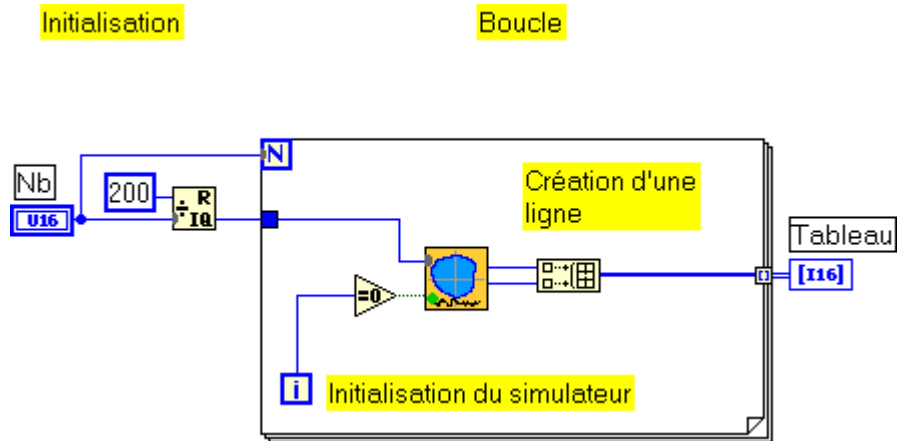 Initialisation
Boucle
N
Nb
200
R
IQ
U16
Création d'une
ligne
Tableau
[I16]
=0
i
Initialisation du simulateur